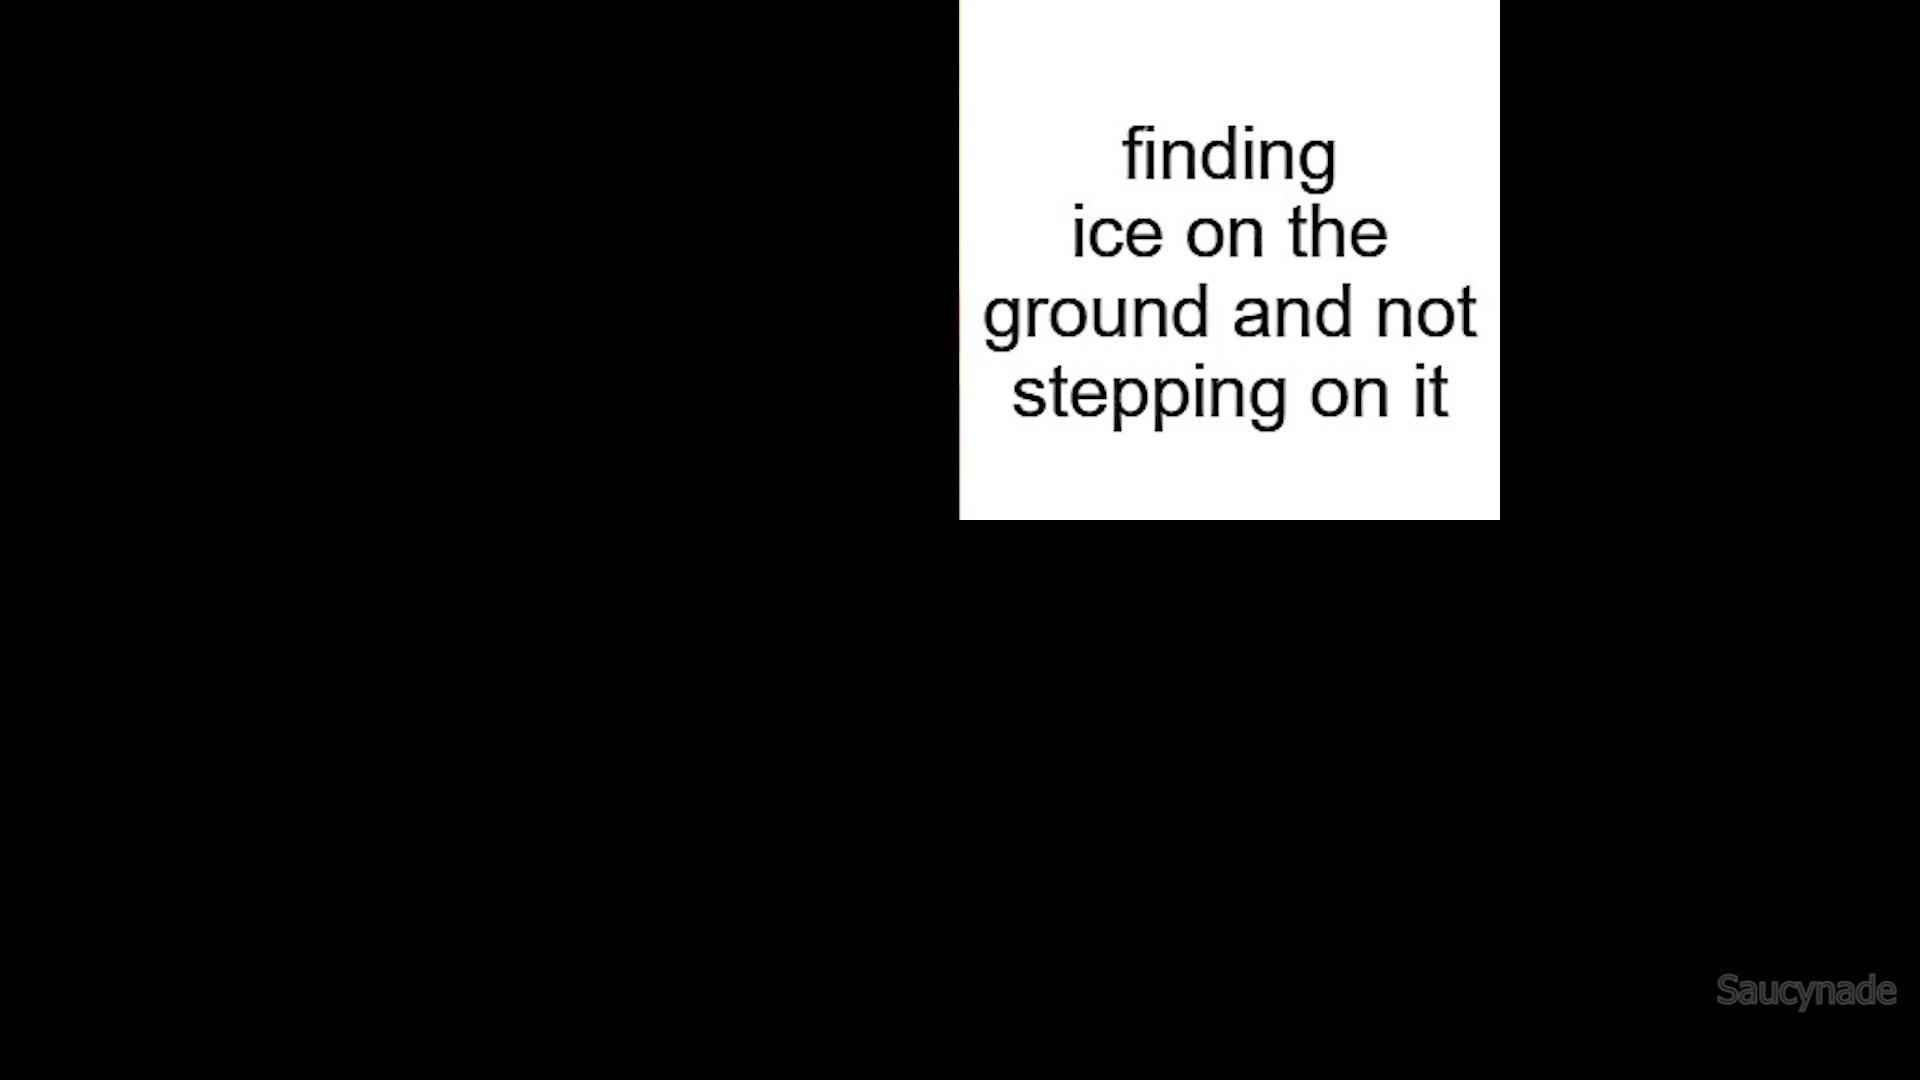 finding
ice on the
ground and not
stepping on it
Saucynade